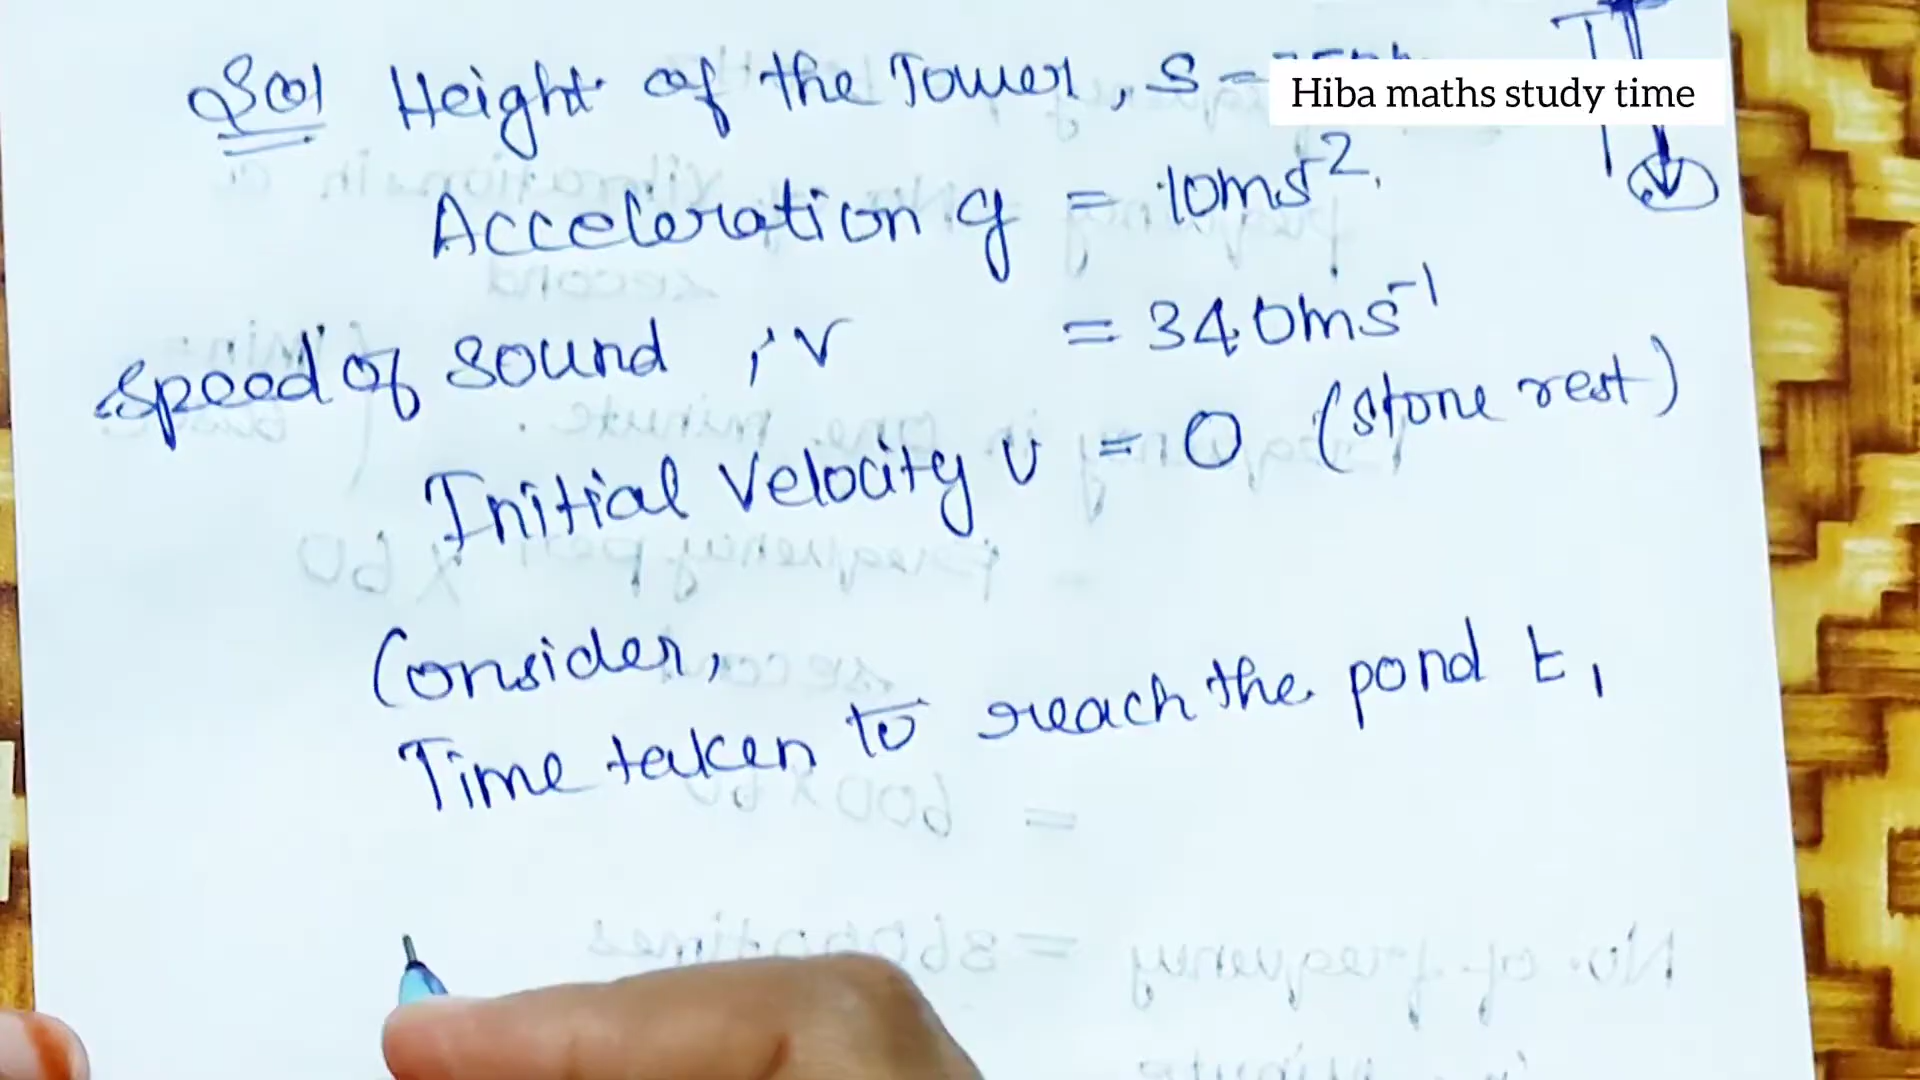 Sol Height of the Tower, S =
Hiba maths study time
Acceleration g = 10ms-2.
Speed of Sound, v = 340ms-1
Initial Velocity u = 0 (stone rest)
Consider,
Time taken to reach the pond t1